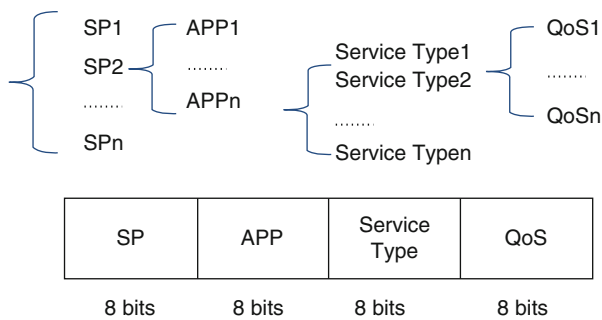 SP1
SP2
........
SPn
APP1
........
APPn
Service Type1
Service Type2
........
Service Typen
QoS1
........
QoSn
SP
APP
Service
Type
QoS
8 bits
8 bits
8 bits
8 bits